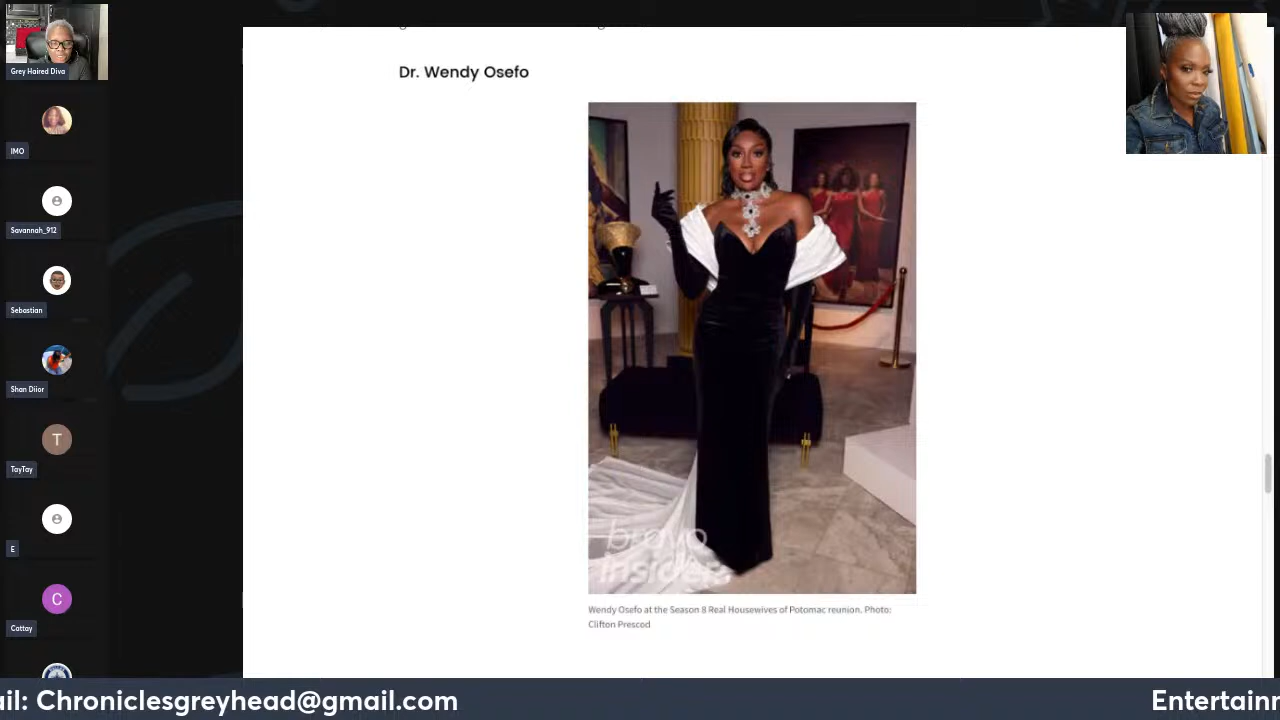 Grey Haired Diva
IMO
Savannah_912
Sebastian
Shan Diior
T
TayTay
E
C
Cattay
Dr. Wendy Osefo
bravo
insider
Wendy Osefo at the Season 8 Real Housewives of Potomac reunion. Photo:
Clifton Prescod
ail: Chroniclesgreyhead@gmail.com
Entertainm